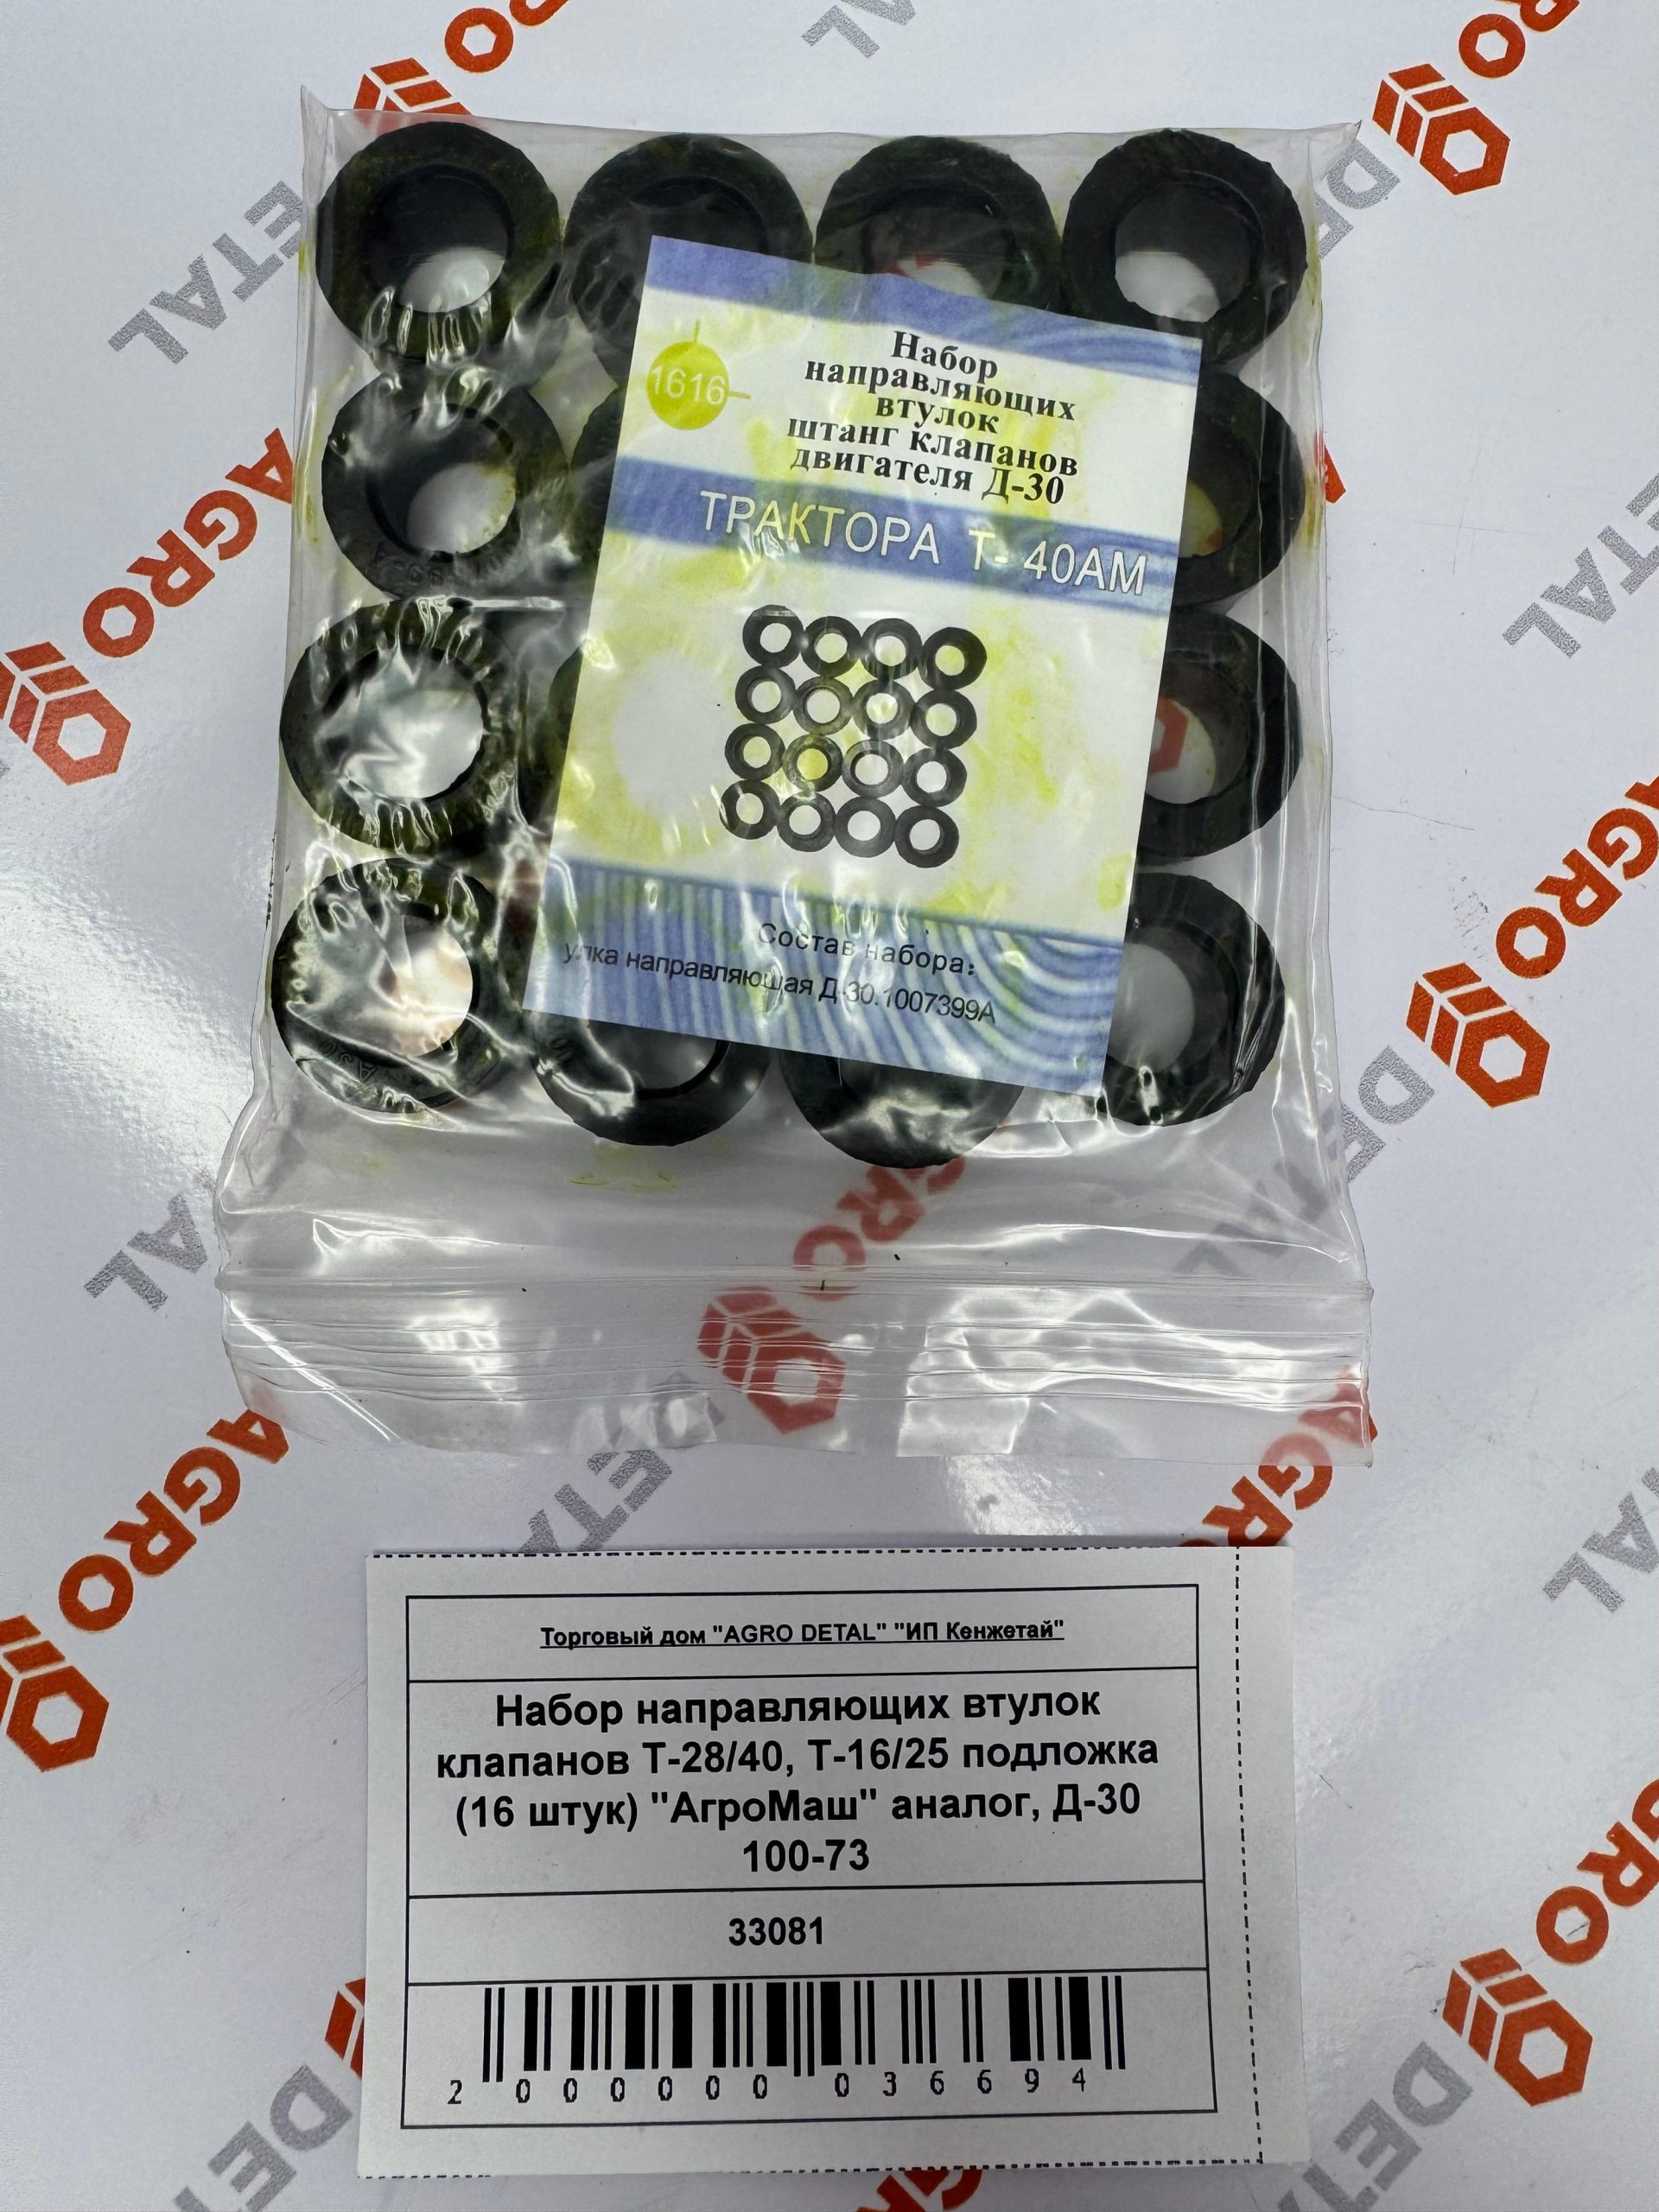 1616
Набор
направляющих
втулок
штанг клапанов
двигателя Д-30
ТРАКТОРА Т- 40АМ
Состав набора:
направляющая Д-30.1007399А
Торговый дом "AGRO DETAL" "ИП Кенжетай"
Набор направляющих втулок
клапанов Т-28/40, Т-16/25 подложка
(16 штук) "АгроМаш" аналог, Д-30
100-73
33081
2 000000 036694
AGRO
DETAL